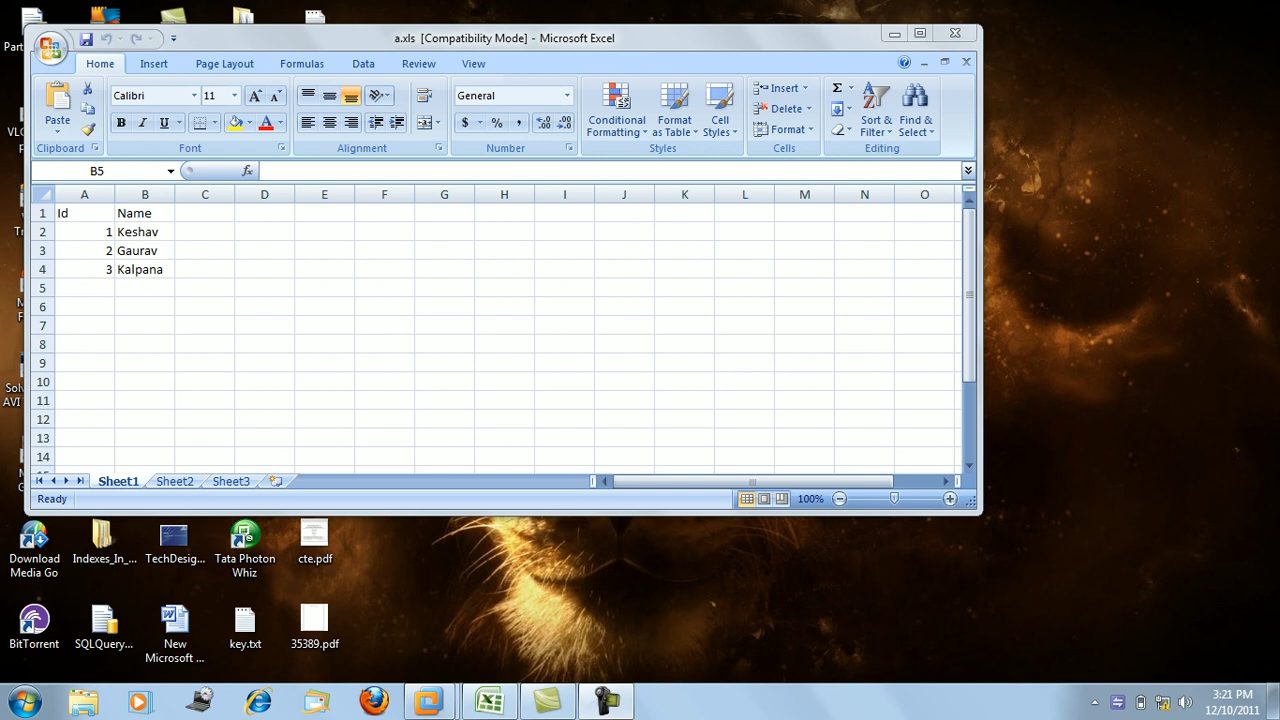 a.xls [Compatibility Mode] - Microsoft Excel
Home Insert Page Layout Formulas Data Review View
Paste
Calibri 11
General
B I U
$ % ,
Conditional Formatting
Format as Table
Cell Styles
Insert
Delete
Format
Σ
Sort & Filter
Find & Select
Clipboard Font Alignment Number Styles Cells Editing
B5 fx
A B C D E F G H I J K L M N O
1 Id Name
2 1 Keshav
3 2 Gaurav
4 3 Kalpana
5
6
7
8
9
10
11
12
13
14
Sheet1 Sheet2 Sheet3
Ready 100%
Download Media Go
Indexes_In_...
TechDesig...
Tata Photon Whiz
cte.pdf
BitTorrent
SQLQuery...
New Microsoft ...
key.txt
35389.pdf
3:21 PM
12/10/2011